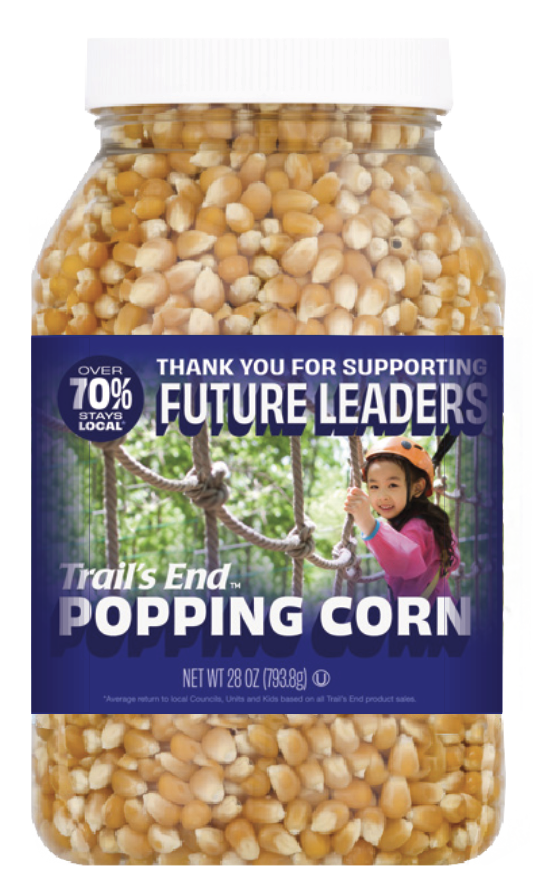 OVER
70%
STAYS
LOCAL*
THANK YOU FOR SUPPORTING
FUTURE LEADERS
Trail's End™
POPPING CORN
NET WT 28 OZ (793.8g) Ⓤ
*Average return to local Councils, Units and Kids based on all Trail's End product sales.